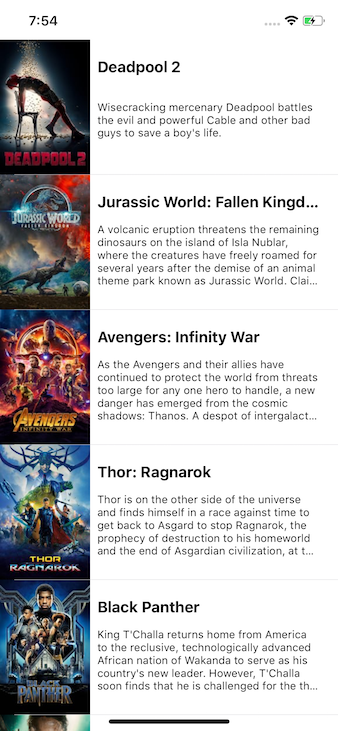 7:54
Deadpool 2
Wisecracking mercenary Deadpool battles
the evil and powerful Cable and other bad
guys to save a boy's life.
DEADPOOL 2
Jurassic World: Fallen Kingd...
A volcanic eruption threatens the remaining
dinosaurs on the island of Isla Nublar,
where the creatures have freely roamed for
several years after the demise of an animal
theme park known as Jurassic World. Clai...
JURASSIC WORLD
FALLEN KINGDOM
Avengers: Infinity War
As the Avengers and their allies have
continued to protect the world from threats
too large for any one hero to handle, a new
danger has emerged from the cosmic
shadows: Thanos. A despot of intergalact...
AVENGERS
INFINITY WAR
Thor: Ragnarok
Thor is on the other side of the universe
and finds himself in a race against time to
get back to Asgard to stop Ragnarok, the
prophecy of destruction to his homeworld
and the end of Asgardian civilization, at t...
THOR
RAGNAROK
Black Panther
King T'Challa returns home from America
to the reclusive, technologically advanced
African nation of Wakanda to serve as his
country's new leader. However, T'Challa
soon finds that he is challenged for the th...
BLACK
PANTHER